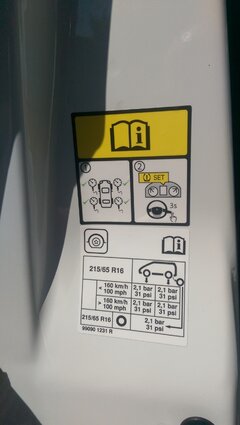 1
2
SET
3s
215/65 R16
< 160 km/h 2,1 bar 2,1 bar
100 mph 31 psi 31 psi
> 160 km/h 2,1 bar 2,1 bar
100 mph 31 psi 31 psi
215/65 R16 2,1 bar
31 psi
99090 1231 R